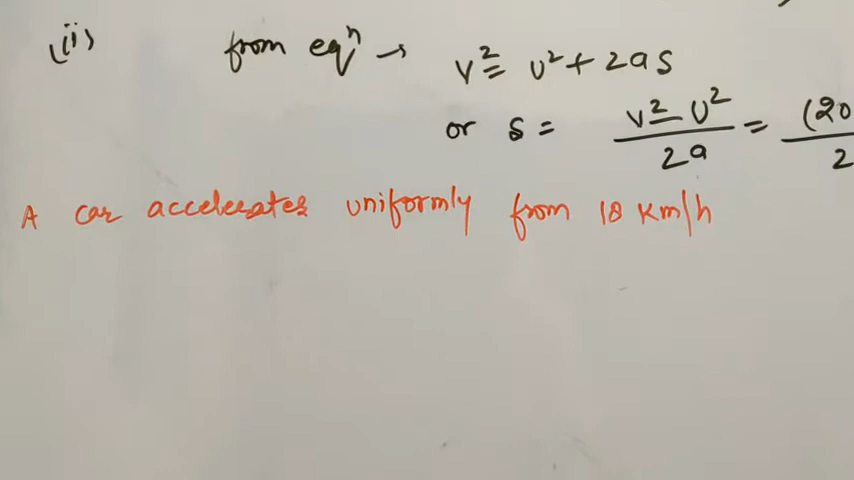 (ii) from eqⁿ → v² = u² + 2as
or s = v² - u² / 2a = (20 / 2
A car accelerates uniformly from 18 km/h